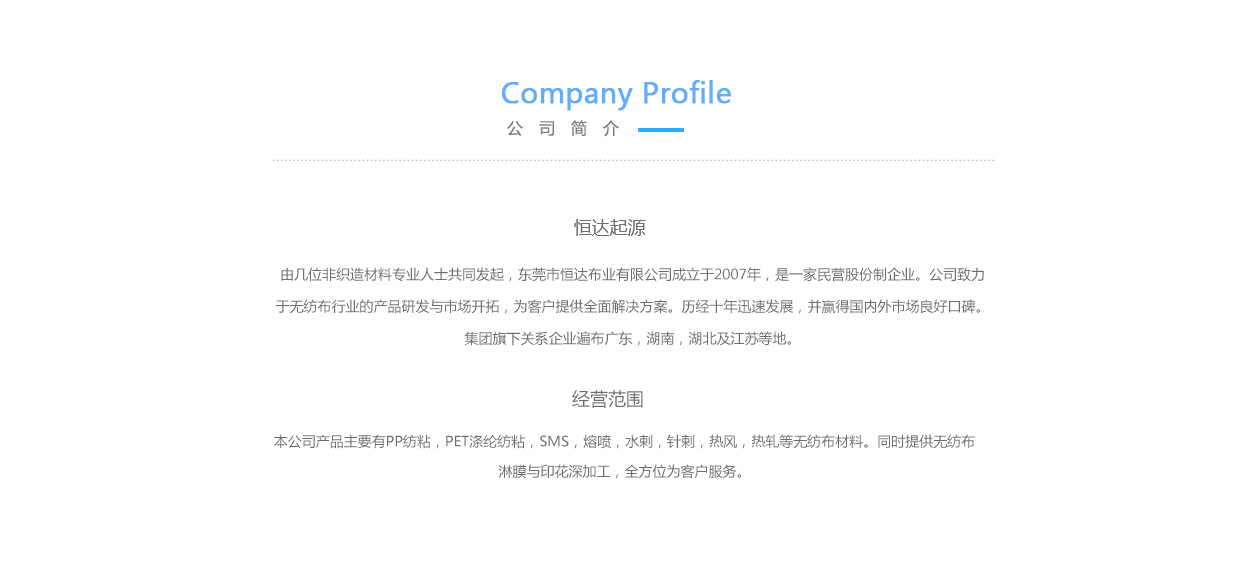 Company Profile
公司简介
恒达起源
由几位非织造材料专业人士共同发起，东莞市恒达布业有限公司成立于2007年，是一家民营股份制企业。公司致力
于无纺布行业的产品研发与市场开拓，为客户提供全面解决方案。历经十年迅速发展，并赢得国内外市场良好口碑。
集团旗下关系企业遍布广东，湖南，湖北及江苏等地。
经营范围
本公司产品主要有PP纺粘，PET涤纶纺粘，SMS，熔喷，水刺，针刺，热风，热轧等无纺布材料。同时提供无纺布
淋膜与印花深加工，全方位为客户服务。